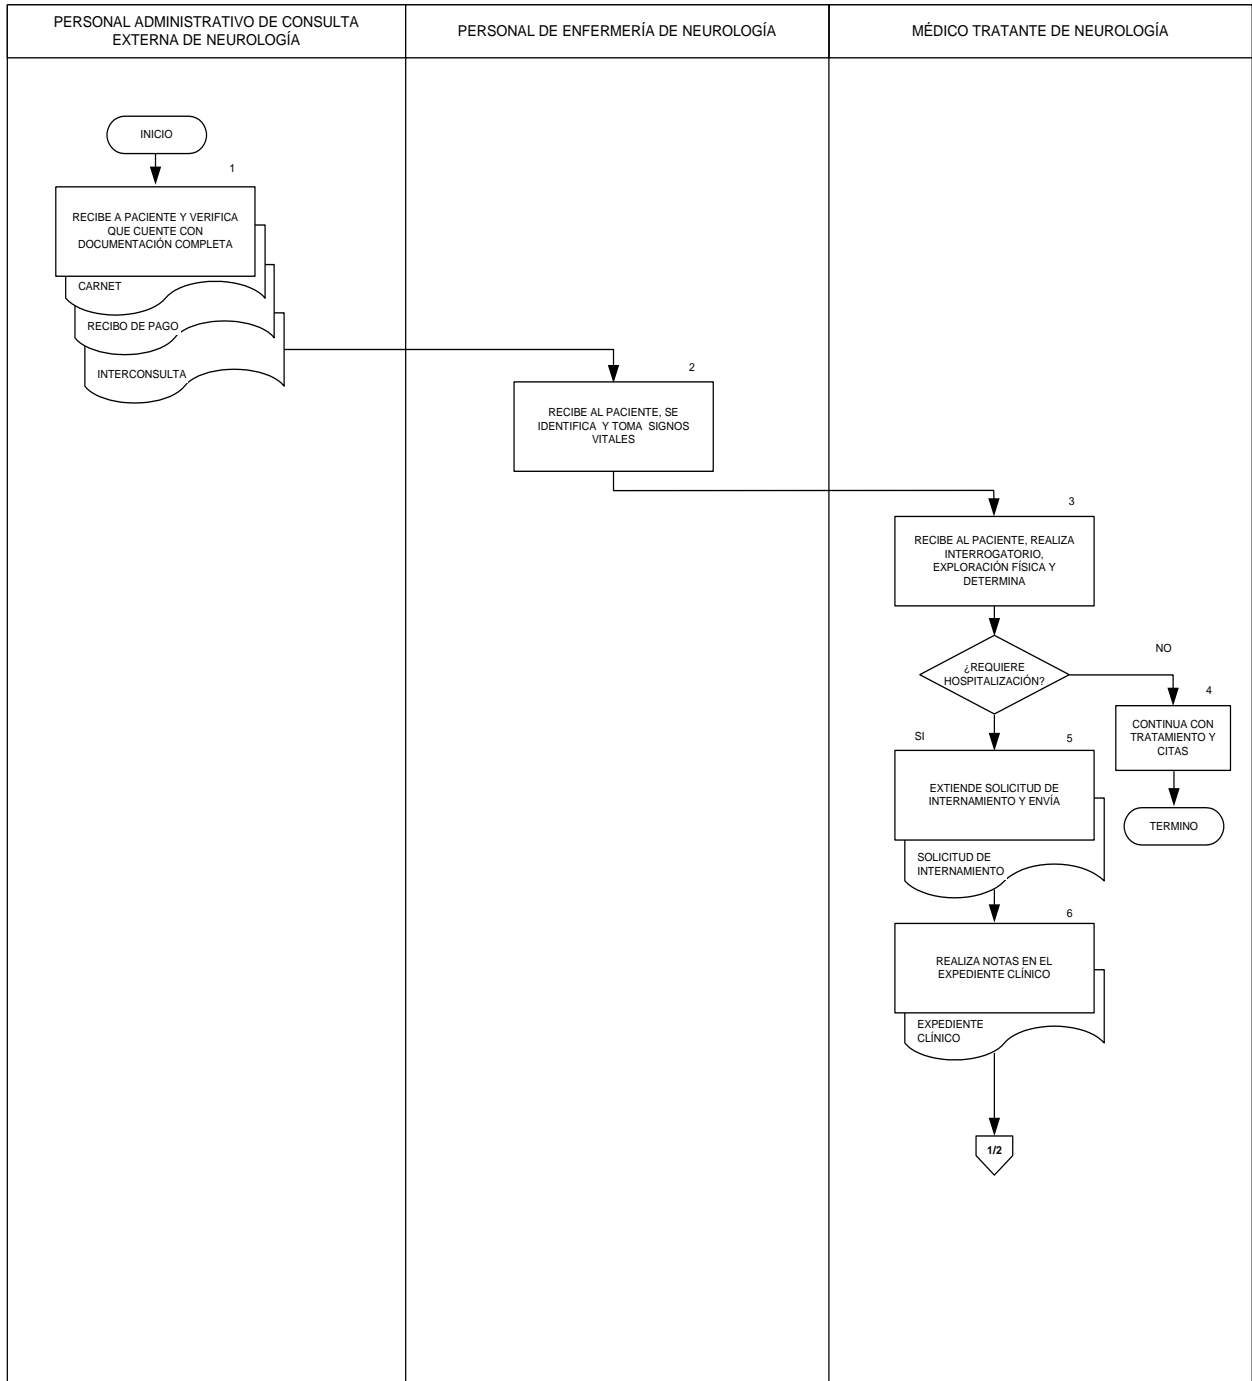 PERSONAL ADMINISTRATIVO DE CONSULTA
EXTERNA DE NEUROLOGÍA
PERSONAL DE ENFERMERÍA DE NEUROLOGÍA
MÉDICO TRATANTE DE NEUROLOGÍA
INICIO
1
RECIBE A PACIENTE Y VERIFICA
QUE CUENTE CON
DOCUMENTACIÓN COMPLETA
CARNET
RECIBO DE PAGO
INTERCONSULTA
2
RECIBE AL PACIENTE, SE
IDENTIFICA Y TOMA SIGNOS
VITALES
3
RECIBE AL PACIENTE, REALIZA
INTERROGATORIO,
EXPLORACIÓN FÍSICA Y
DETERMINA
¿REQUIERE
HOSPITALIZACIÓN?
NO
4
CONTINUA CON
TRATAMIENTO Y
CITAS
TERMINO
SI
5
EXTIENDE SOLICITUD DE
INTERNAMIENTO Y ENVÍA
SOLICITUD DE
INTERNAMIENTO
6
REALIZA NOTAS EN EL
EXPEDIENTE CLÍNICO
EXPEDIENTE
CLÍNICO
1/2